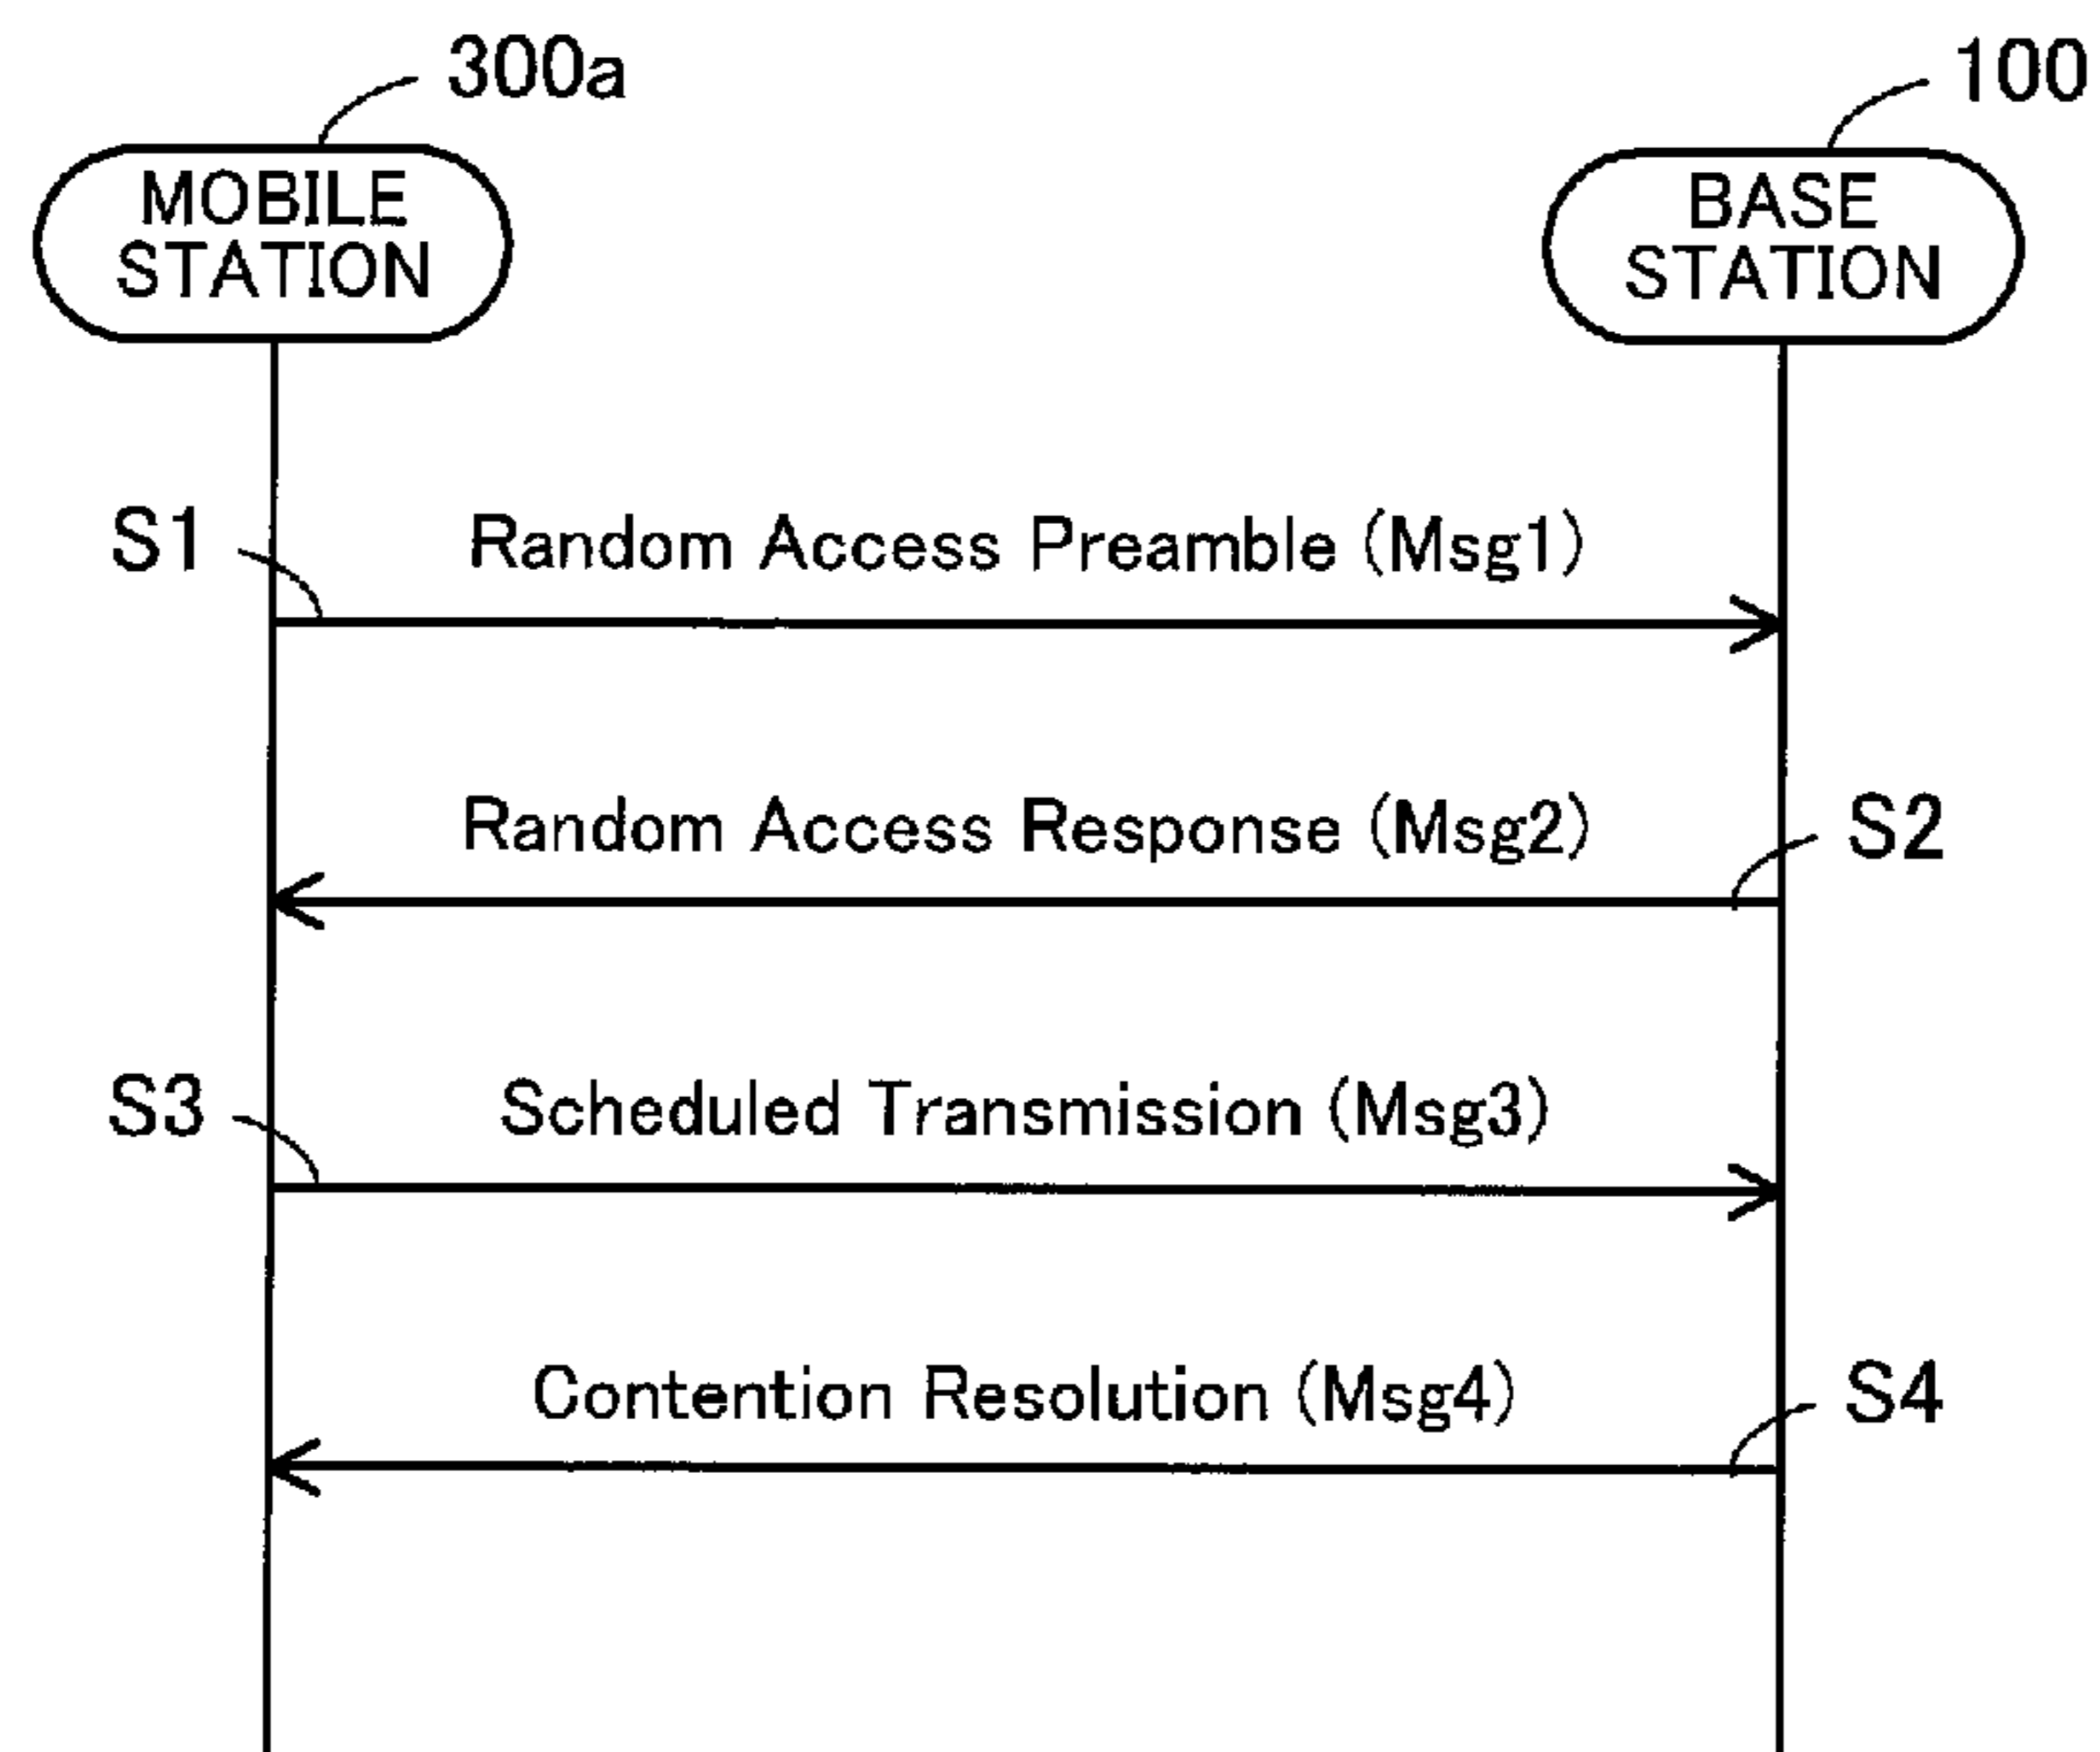 300a
100
MOBILE
STATION
BASE
STATION
S1
Random Access Preamble (Msg1)
Random Access Response (Msg2)
S2
S3
Scheduled Transmission (Msg3)
Contention Resolution (Msg4)
S4